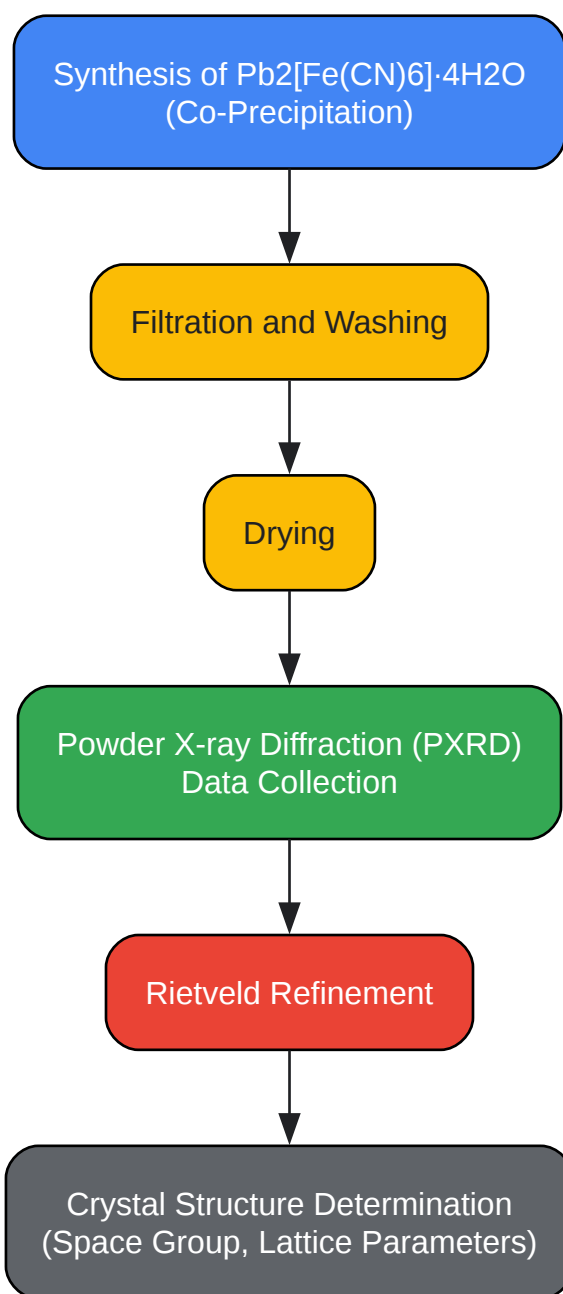 Synthesis of Pb2[Fe(CN)6]·4H2O
(Co-Precipitation)
Filtration and Washing
Drying
Powder X-ray Diffraction (PXRD)
Data Collection
Rietveld Refinement
Crystal Structure Determination
(Space Group, Lattice Parameters)